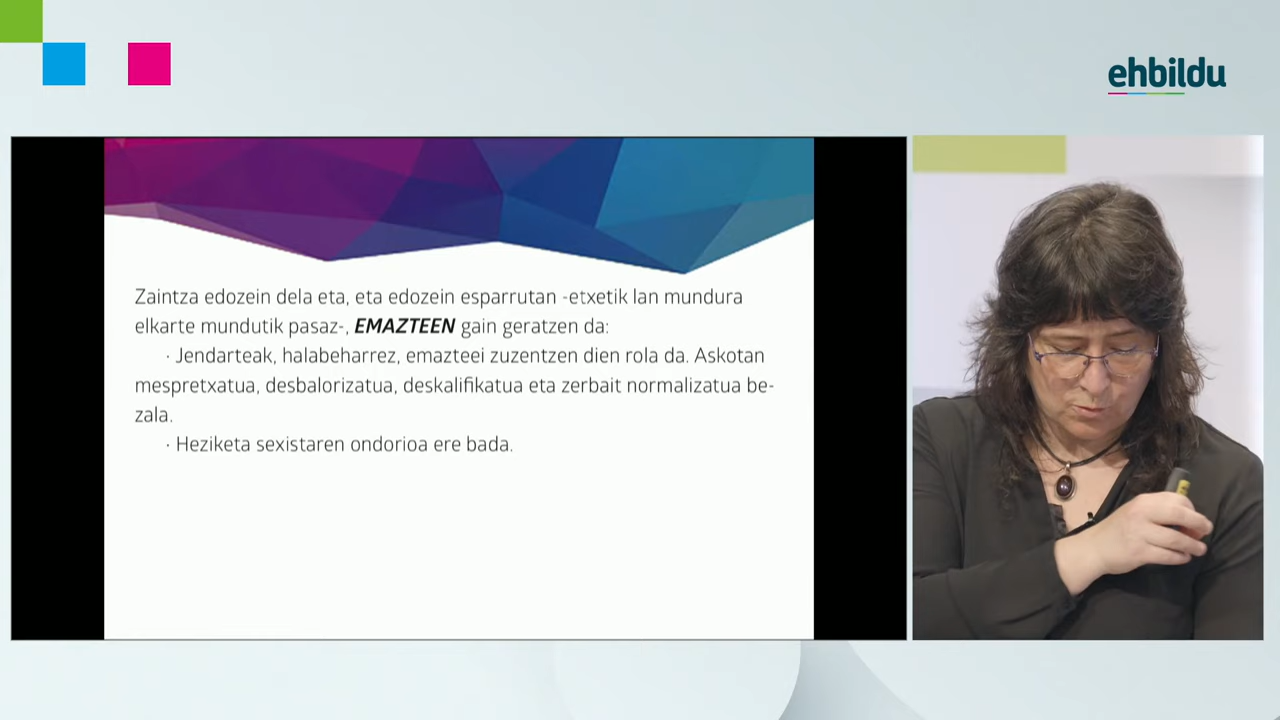 ehbildu
Zaintza edozein dela eta, eta edozein esparrutan -etxetik lan mundura
elkarte mundutik pasaz-, EMAZTEEN gain geratzen da:
· Jendarteak, halabeharrez, emazteei zuzentzen dien rola da. Askotan
mespretxatua, desbalorizatua, deskalifikatua eta zerbait normalizatua be-
zala.
· Heziketa sexistaren ondorioa ere bada.